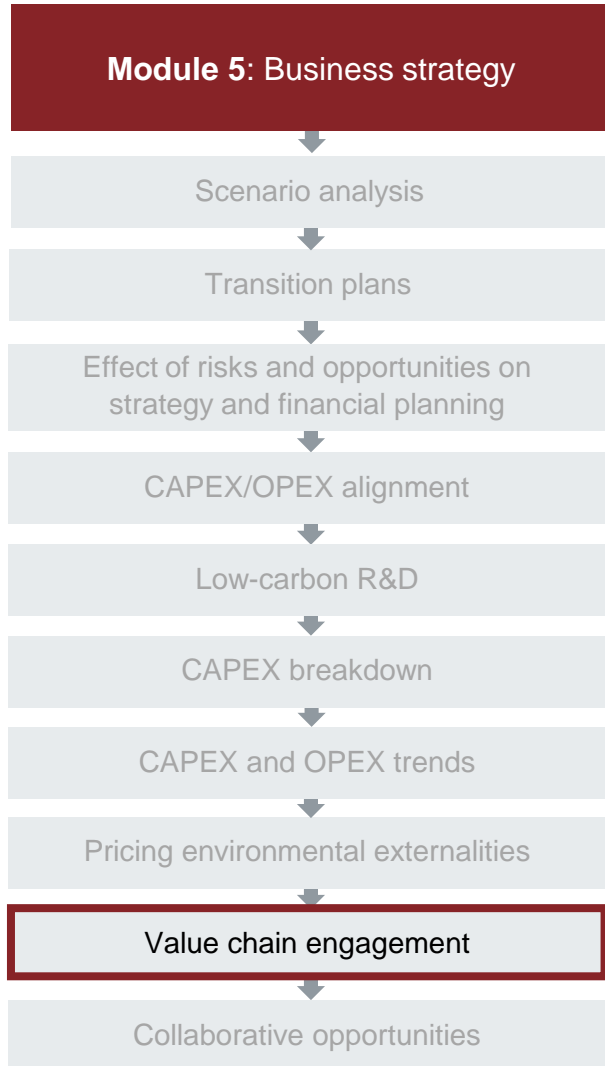 Module 5: Business strategy
Scenario analysis
Transition plans
Effect of risks and opportunities on
strategy and financial planning
CAPEX/OPEX alignment
Low-carbon R&D
CAPEX breakdown
CAPEX and OPEX trends
Pricing environmental externalities
Value chain engagement
Collaborative opportunities